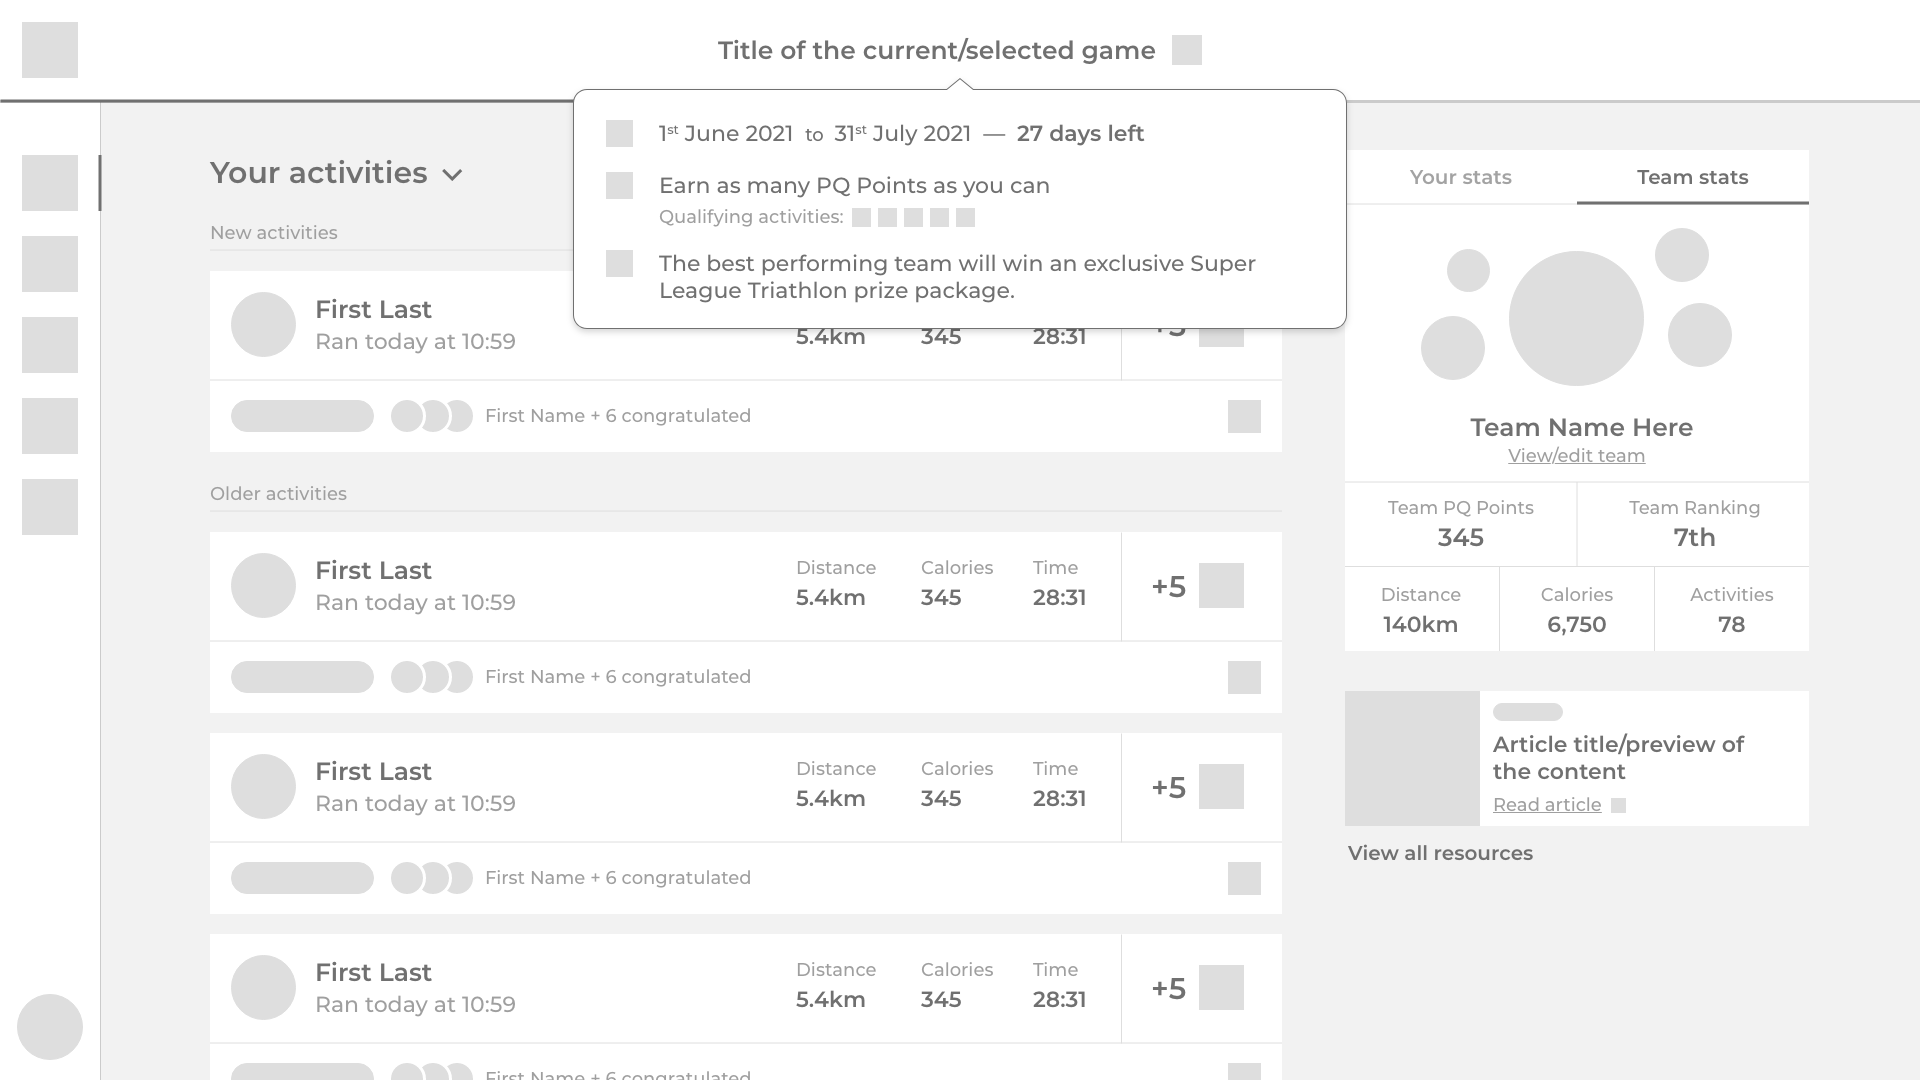 Title of the current/selected game
1st June 2021 to 31st July 2021 — 27 days left
Earn as many PQ Points as you can
Qualifying activities:
The best performing team will win an exclusive Super
League Triathlon prize package.
Your activities
New activities
First Last
Ran today at 10:59
5.4km 345 28:31
+5
First Name + 6 congratulated
Older activities
First Last
Ran today at 10:59
Distance Calories Time
5.4km 345 28:31
+5
First Name + 6 congratulated
First Last
Ran today at 10:59
Distance Calories Time
5.4km 345 28:31
+5
First Name + 6 congratulated
First Last
Ran today at 10:59
Distance Calories Time
5.4km 345 28:31
+5
First Name + 6 congratulated
Your stats Team stats
Team Name Here
View/edit team
Team PQ Points Team Ranking
345 7th
Distance Calories Activities
140km 6,750 78
Article title/preview of
the content
Read article
View all resources